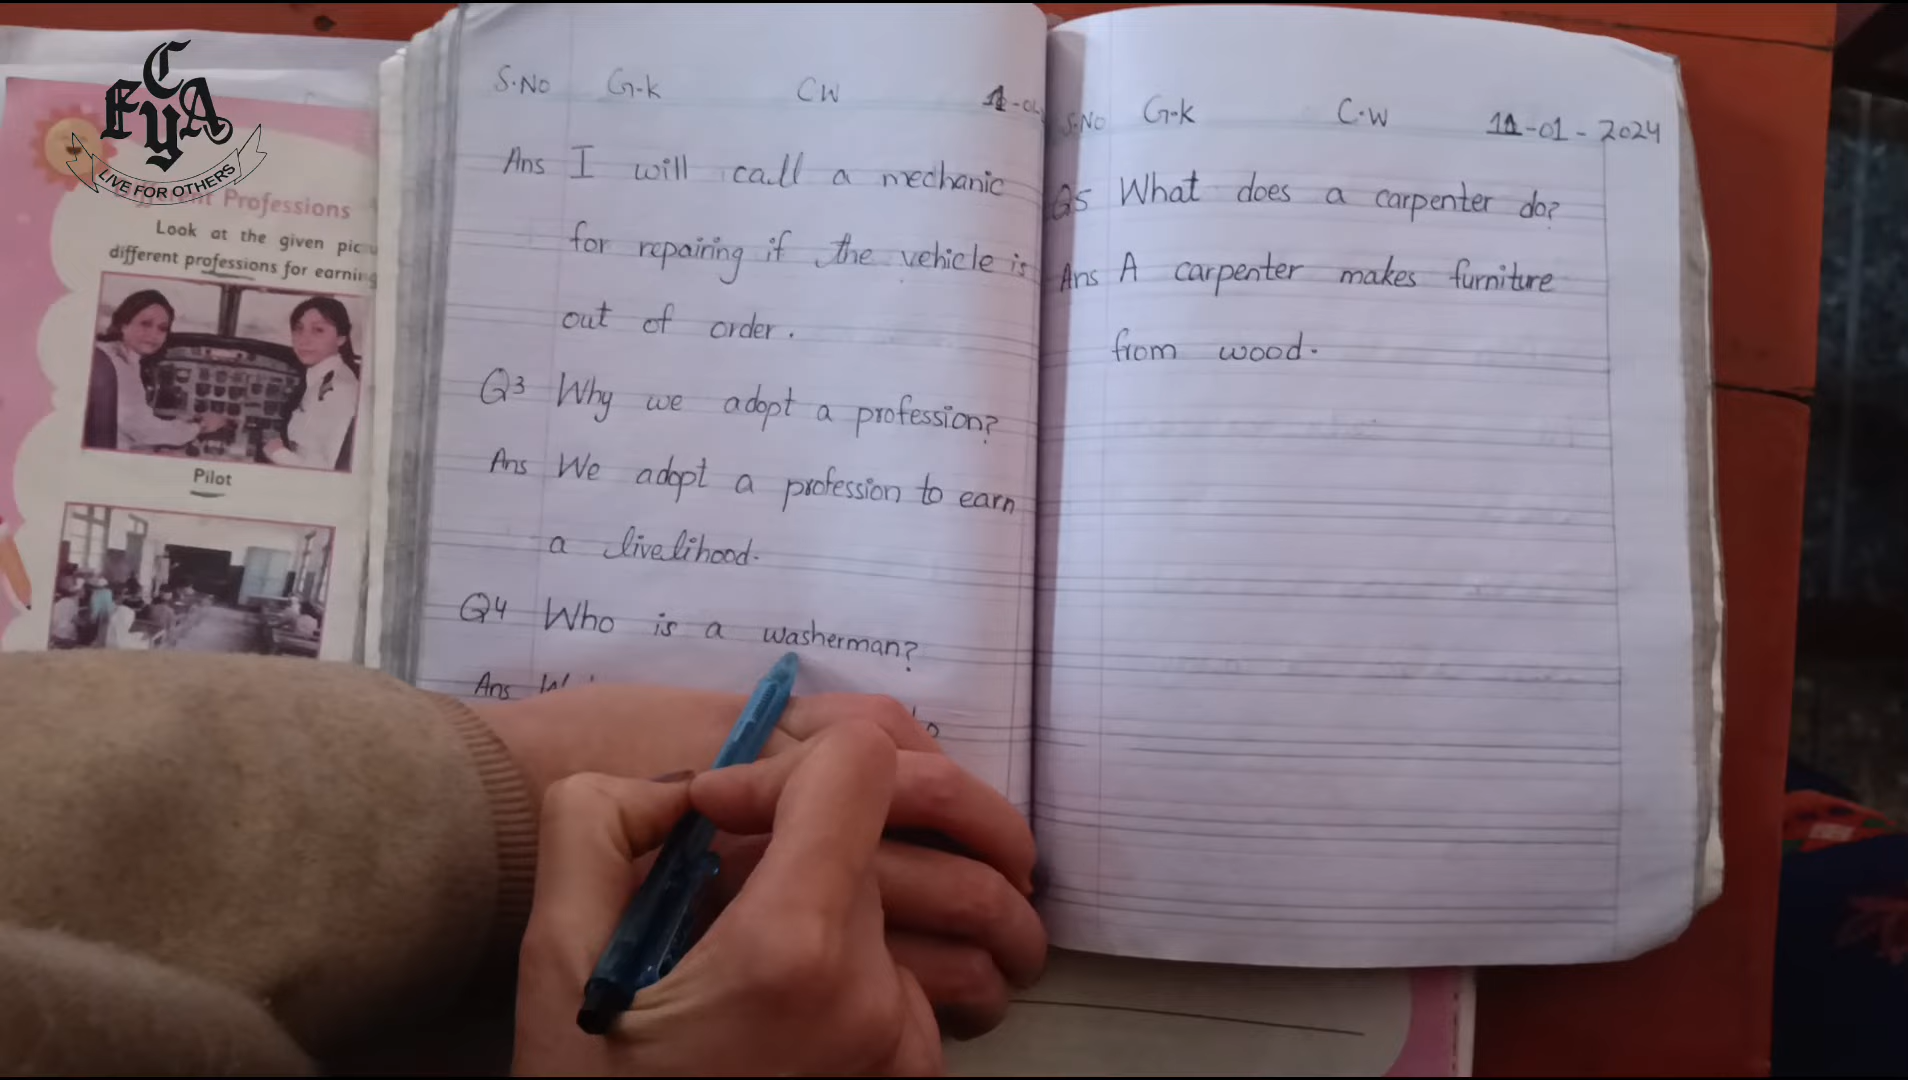 C
FyA
LIVE FOR OTHERS
Different Professions
Look at the given
different professions for
Pilot
S.No G-k CW
Ans I will call a mechanic
for repairing if the vehicle is
out of order.
Q3 Why we adopt a profession?
Ans We adopt a profession to earn
a livelihood.
Q4 Who is a washerman?
Ans
S.No G-k C.W 11-01-2024
Q5 What does a carpenter do?
Ans A carpenter makes furniture
from wood.